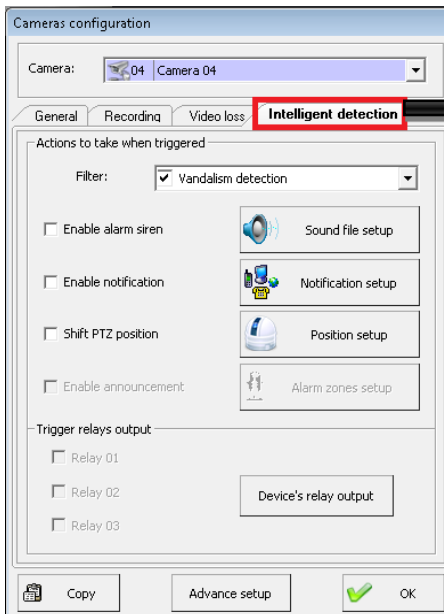 Cameras configuration
Camera: 04 Camera 04
General Recording Video loss Intelligent detection
Actions to take when triggered
Filter: Vandalism detection
Enable alarm siren Sound file setup
Enable notification Notification setup
Shift PTZ position Position setup
Enable announcement Alarm zones setup
Trigger relays output
Relay 01
Relay 02 Device's relay output
Relay 03
Copy Advance setup OK